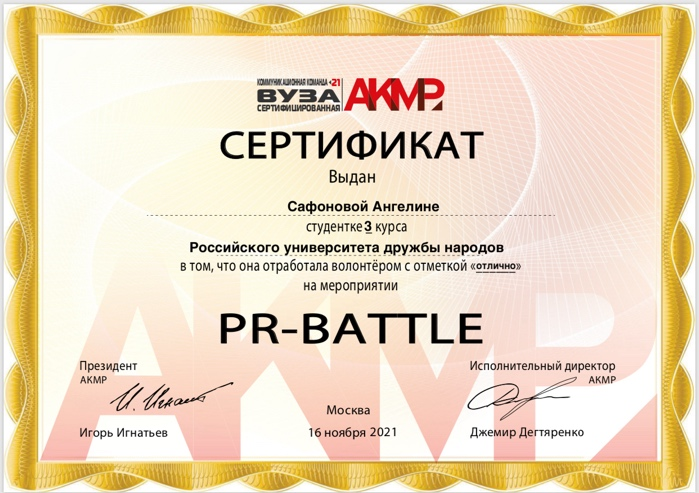 КОММУНИКАЦИОННАЯ КОМАНДА +21
ВУЗА
СЕРТИФИЦИРОВАННАЯ
АКМР
СЕРТИФИКАТ
Выдан
Сафоновой Ангелине
студентке 3 курса
Российского университета дружбы народов
в том, что она отработала волонтёром с отметкой «отлично»
на мероприятии
PR-BATTLE
АКМР
Президент
АКМР
И. Игнатьев
Игорь Игнатьев
Москва
16 ноября 2021
Исполнительный директор
АКМР
Джемир Дегтяренко